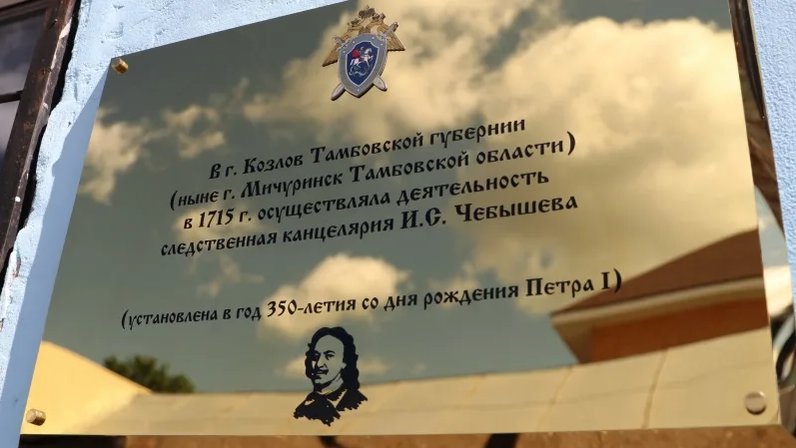 В г. Козлов Тамбовской губернии
(ныне г. Мичуринск Тамбовской области)
в 1715 г. осуществляла деятельность
следственная канцелярия И.С. Чебышева
(установлена в год 350-летия со дня рождения Петра I)